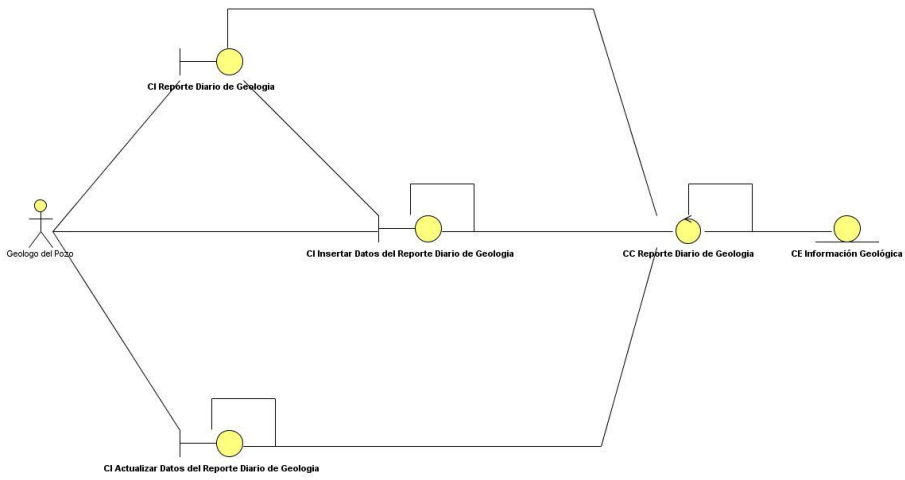 CI Reporte Diario de Geologia
Geologo del Pozo
CI Insertar Datos del Reporte Diario de Geologia
CC Reporte Diario de Geologia
CE Información Geológica
CI Actualizar Datos del Reporte Diario de Geologia